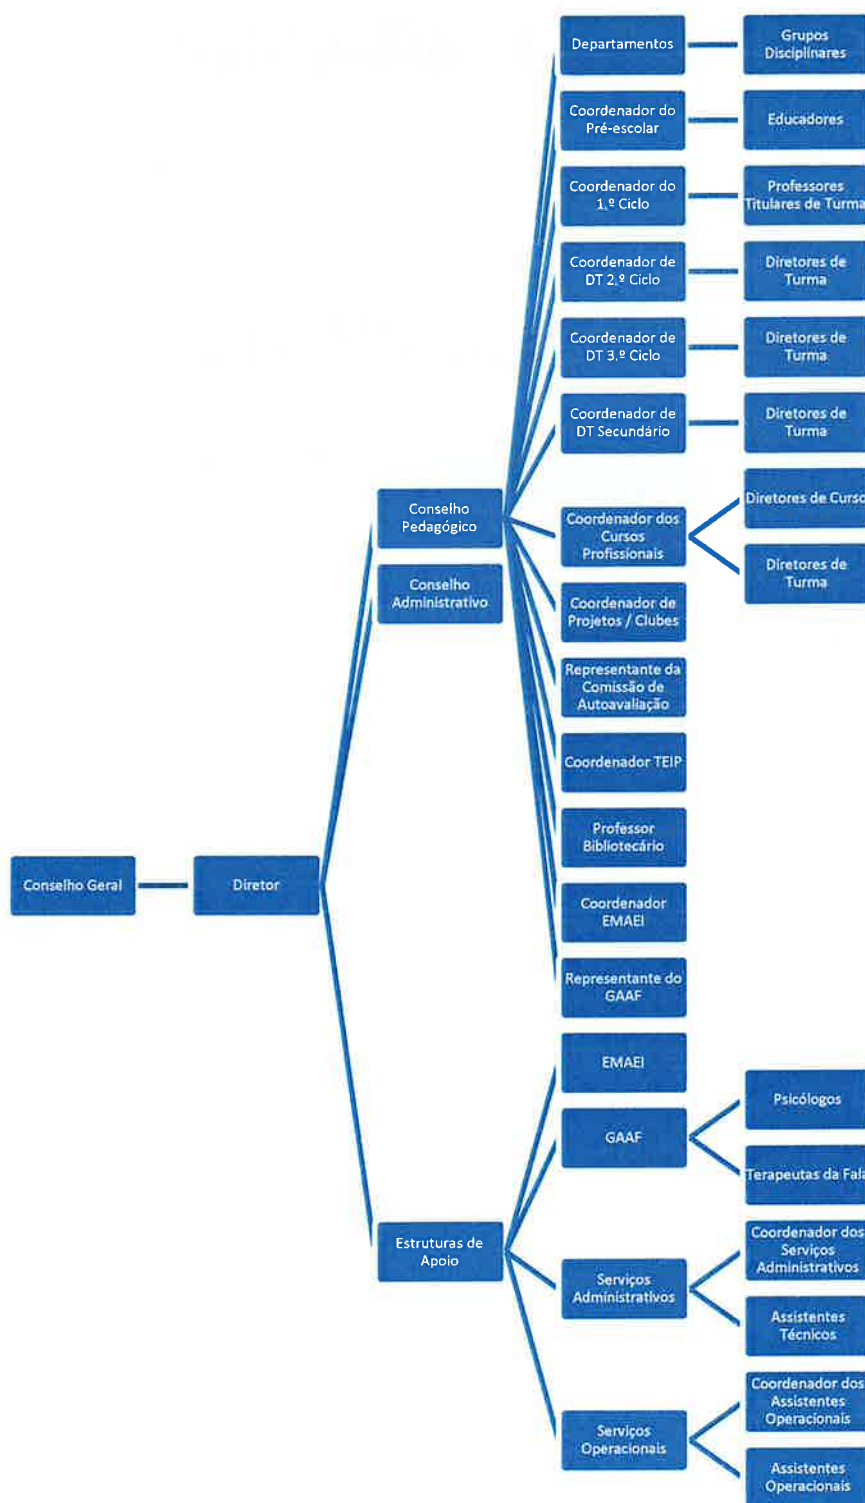 Departamentos
Grupos
Disciplinares
Coordenador do
Pré-escolar
Educadores
Coordenador do
1.º Ciclo
Professores
Titulares de Turma
Coordenador de
DT 2.º Ciclo
Diretores de
Turma
Coordenador de
DT 3.º Ciclo
Diretores de
Turma
Coordenador de
DT Secundário
Diretores de
Turma
Conselho
Pedagógico
Conselho
Administrativo
Coordenador dos
Cursos
Profissionais
Diretores de Curso
Diretores de
Turma
Coordenador de
Projetos / Clubes
Representante da
Comissão de
Autoavaliação
Coordenador TEIP
Professor
Bibliotecário
Conselho Geral
Diretor
Coordenador
EMAEI
Representante do
GAAF
EMAEI
GAAF
Psicólogos
Terapeutas da Fala
Estruturas de
Apoio
Serviços
Administrativos
Coordenador dos
Serviços
Administrativos
Assistentes
Técnicos
Serviços
Operacionais
Coordenador dos
Assistentes
Operacionais
Assistentes
Operacionais